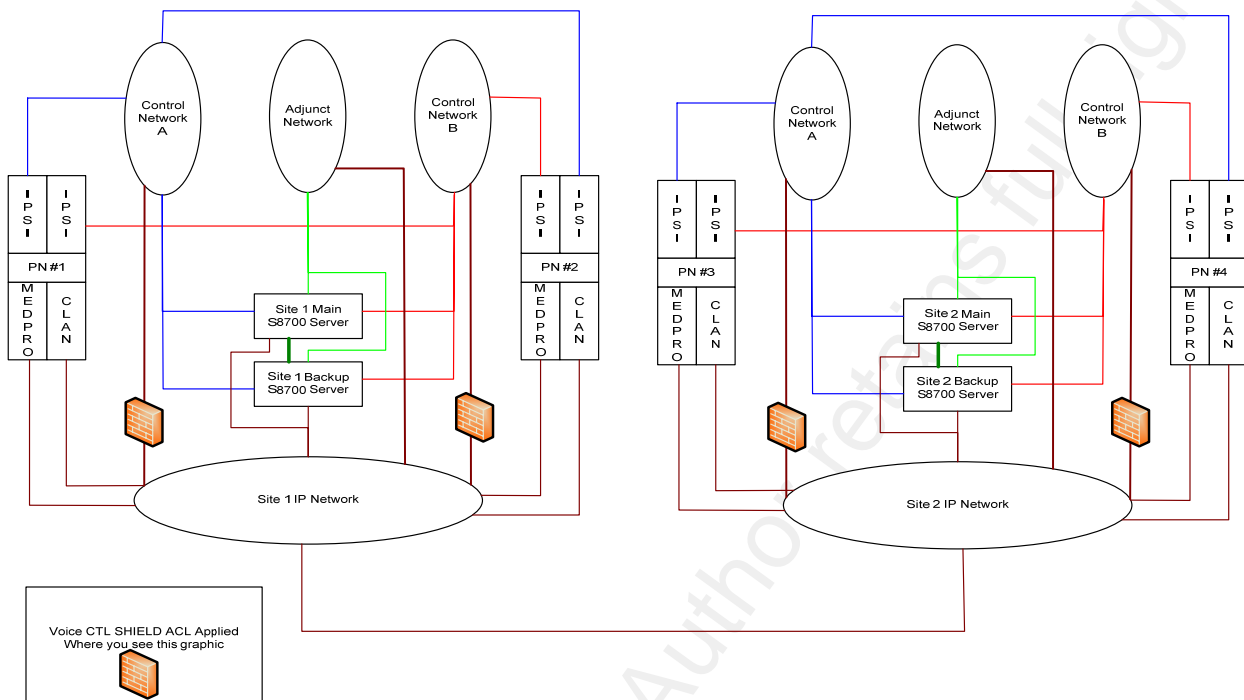 Control
Network
A
Adjunct
Network
Control
Network
B
Control
Network
A
Adjunct
Network
Control
Network
B
IPSI
IPSI
PN #1
MEDPRO
CLAN
IPSI
IPSI
PN #2
MEDPRO
CLAN
IPSI
IPSI
PN #3
MEDPRO
CLAN
IPSI
IPSI
PN #4
MEDPRO
CLAN
Site 1 Main
S8700 Server
Site 1 Backup
S8700 Server
Site 2 Main
S8700 Server
Site 2 Backup
S8700 Server
Site 1 IP Network
Site 2 IP Network
Voice CTL SHIELD ACL Applied
Where you see this graphic
Author retains full